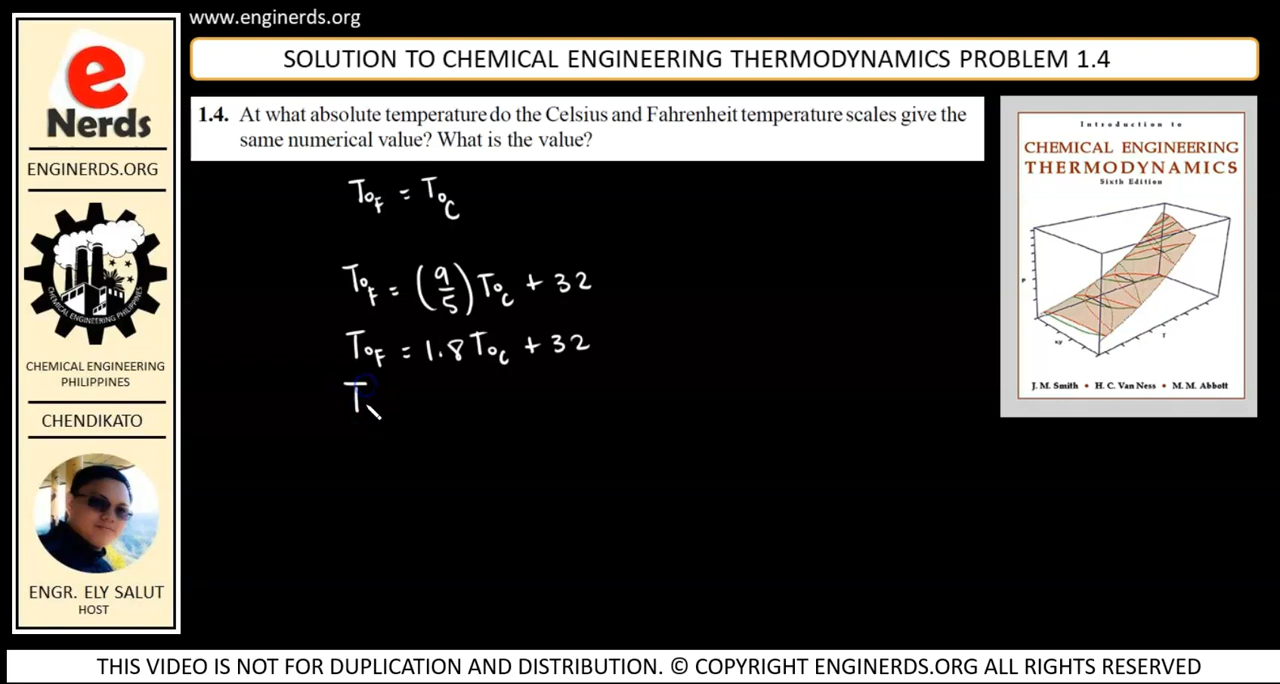 www.enginerds.org
SOLUTION TO CHEMICAL ENGINEERING THERMODYNAMICS PROBLEM 1.4
e
Nerds
ENGINERDS.ORG
CHEMICAL ENGINEERING PHILIPPINES
CHEMICAL ENGINEERING
PHILIPPINES
CHENDIKATO
ENGR. ELY SALUT
HOST
1.4. At what absolute temperature do the Celsius and Fahrenheit temperature scales give the
same numerical value? What is the value?
T°F = T°C
T°F = (9/5) T°C + 32
T°F = 1.8 T°C + 32
T
Introduction to
CHEMICAL ENGINEERING
THERMODYNAMICS
Sixth Edition
P
x,y
T
J. M. Smith • H. C. Van Ness • M. M. Abbott
THIS VIDEO IS NOT FOR DUPLICATION AND DISTRIBUTION. © COPYRIGHT ENGINERDS.ORG ALL RIGHTS RESERVED